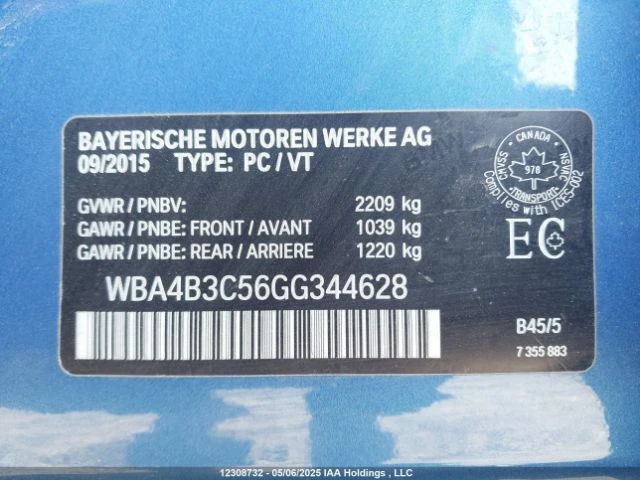 BAYERISCHE MOTOREN WERKE AG
09/2015 TYPE: PC / VT
GVWR / PNBV: 2209 kg
GAWR / PNBE: FRONT / AVANT 1039 kg
GAWR / PNBE: REAR / ARRIERE 1220 kg
WBA4B3C56GG344628
CANADA
CMVSS
NSVAC
978
TRANSPORT
Complies with ICES-002
EC
B45/5
7 355 883
12308732 - 05/06/2025 IAA Holdings , LLC